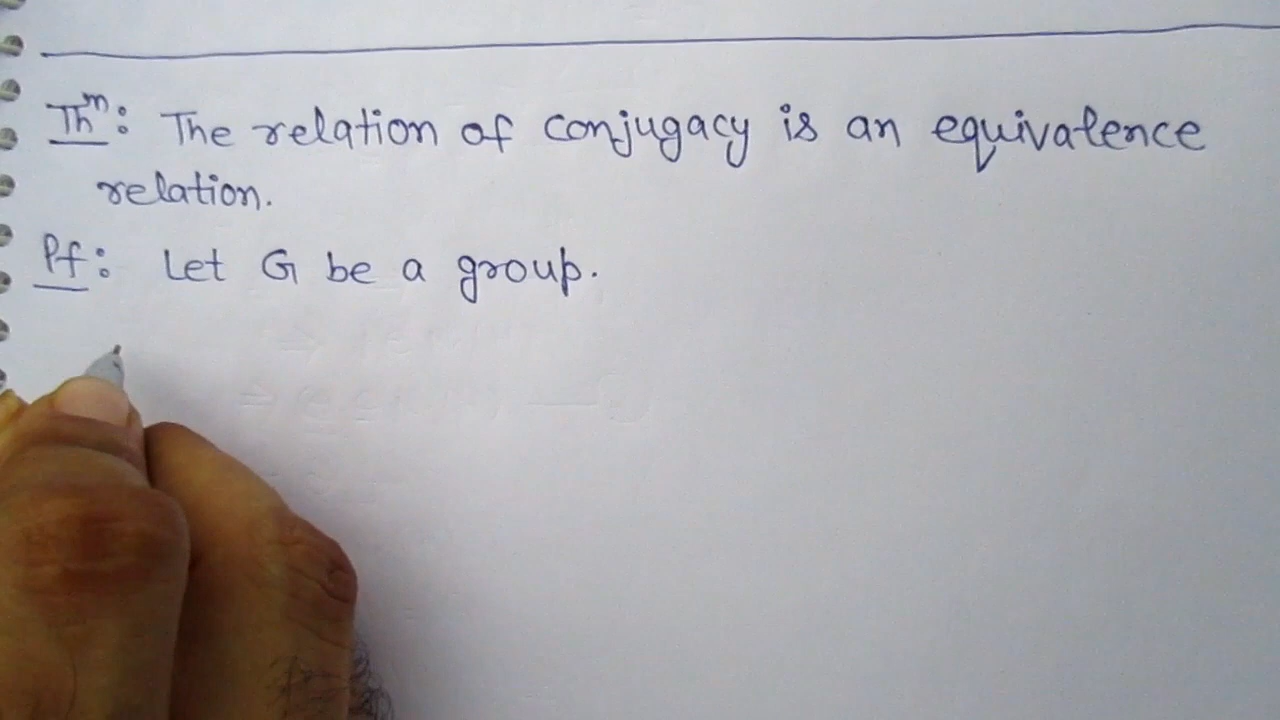 Thᵐ: The relation of conjugacy is an equivalence
relation.
Pf: Let G be a group.